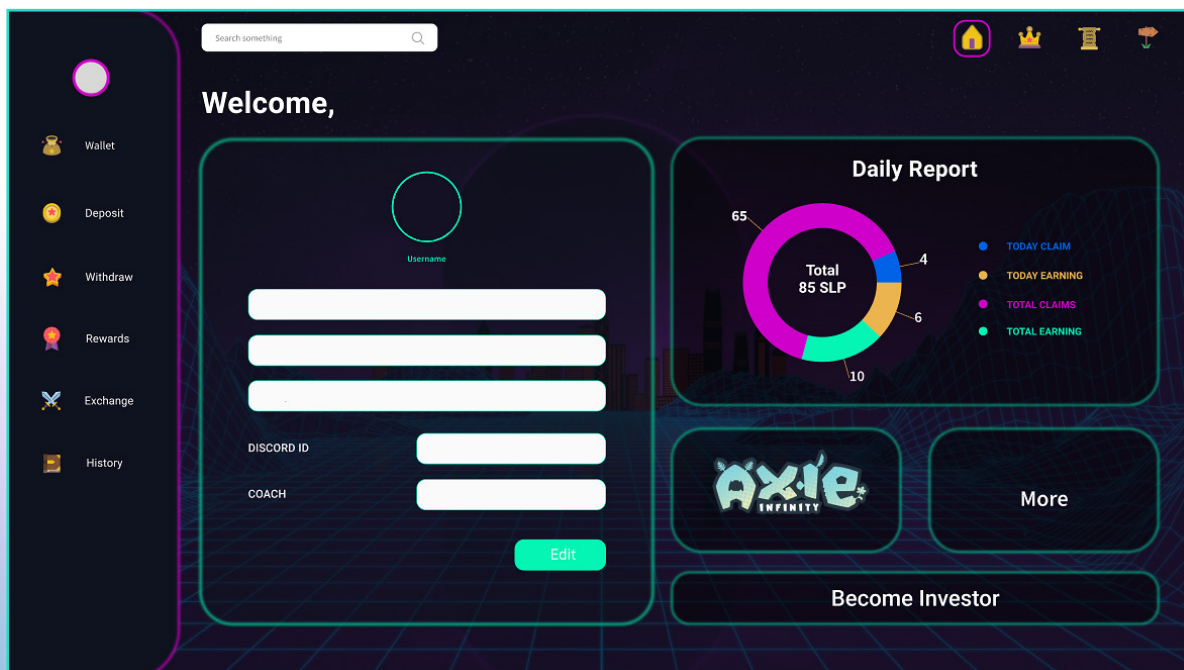 Search something
Welcome,
Wallet
Deposit
Withdraw
Rewards
Exchange
History
Username
DISCORD ID
COACH
Edit
Daily Report
65
4
6
10
Total
85 SLP
TODAY CLAIM
TODAY EARNING
TOTAL CLAIMS
TOTAL EARNING
AXIE
INFINITY
More
Become Investor